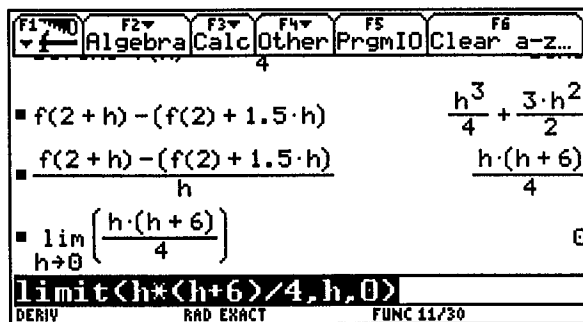 F1 F2 F3 F4 F5 F6
Algebra Calc Other PrgmIO Clear a-z...
4
f(2 + h) - (f(2) + 1.5·h) h^3/4 + 3·h^2/2
(f(2 + h) - (f(2) + 1.5·h))/h h·(h + 6)/4
lim h→0 (h·(h + 6)/4) 0
limit(h*(h+6)/4,h,0)
DERIV RAD EXACT FUNC 11/30